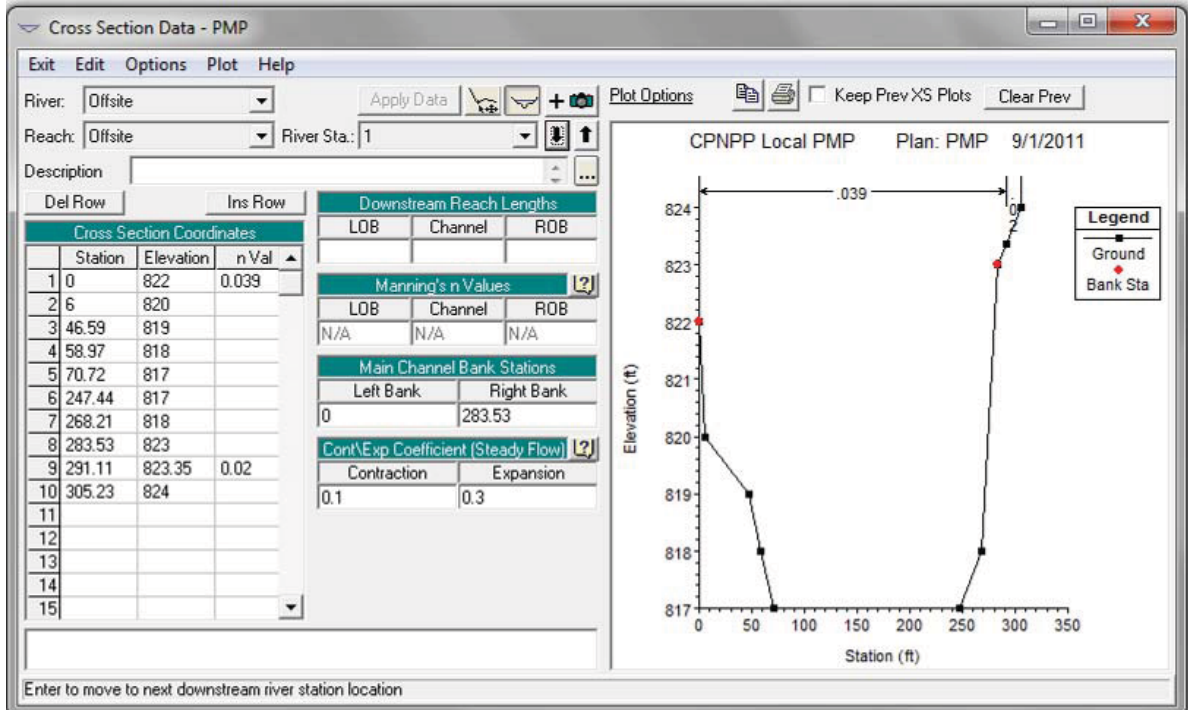 Cross Section Data - PMP
Exit Edit Options Plot Help
River: Offsite
Apply Data
Reach: Offsite River Sta.: 1
Description
...
Del Row Ins Row
Cross Section Coordinates
Station Elevation n Val
1 0 822 0.039
2 6 820
3 46.59 819
4 58.97 818
5 70.72 817
6 247.44 817
7 268.21 818
8 283.53 823
9 291.11 823.35 0.02
10 305.23 824
11
12
13
14
15
Downstream Reach Lengths
LOB Channel ROB
Manning's n Values
LOB Channel ROB
N/A N/A N/A
Main Channel Bank Stations
Left Bank Right Bank
0 283.53
Cont\Exp Coefficient (Steady Flow)
Contraction Expansion
0.1 0.3
Plot Options Keep Prev XS Plots Clear Prev
CPNPP Local PMP Plan: PMP 9/1/2011
.039
.02
824
823
822
821
820
819
818
817
Elevation (ft)
0 50 100 150 200 250 300 350
Station (ft)
Legend
Ground
Bank Sta
Enter to move to next downstream river station location